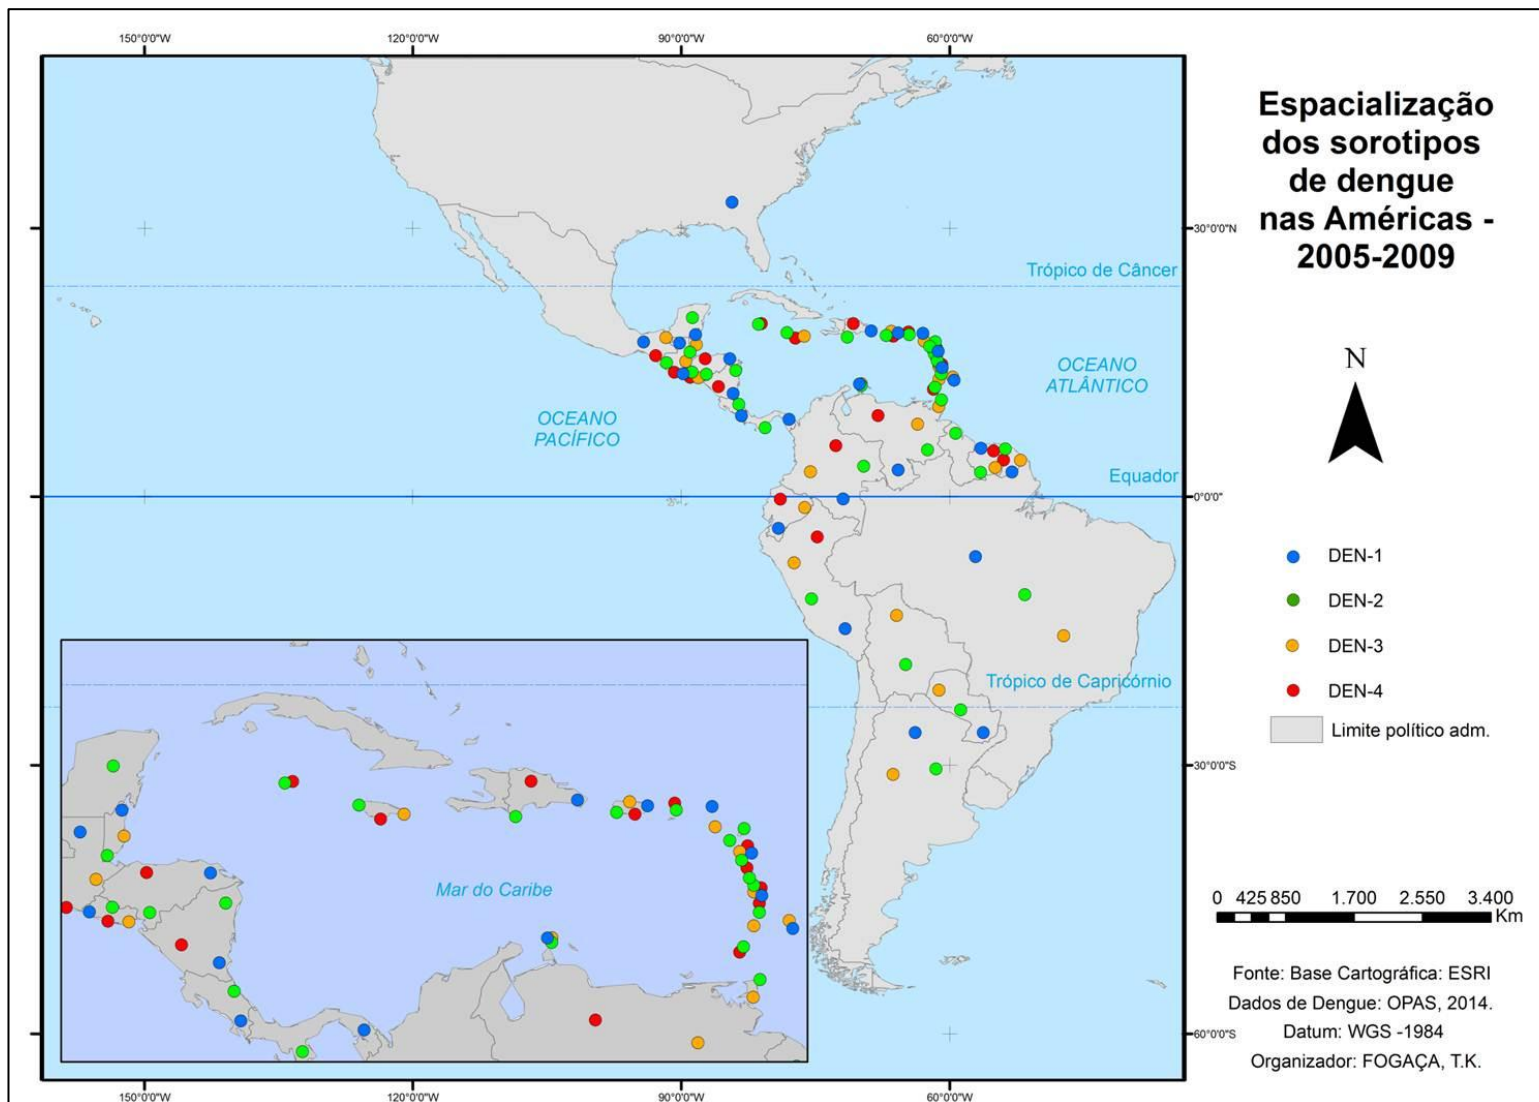 150°0'0"W
120°0'0"W
90°0'0"W
60°0'0"W
Espacialização
dos sorotipos
de dengue
nas Américas -
2005-2009
30°0'0"N
Trópico de Câncer
OCEANO
ATLÂNTICO
N
OCEANO
PACÍFICO
Equador
0°0'0"
DEN-1
DEN-2
DEN-3
DEN-4
Limite político adm.
Trópico de Capricórnio
30°0'0"S
Mar do Caribe
0 425 850 1.700 2.550 3.400
Km
Fonte: Base Cartográfica: ESRI
Dados de Dengue: OPAS, 2014.
Datum: WGS -1984
Organizador: FOGAÇA, T.K.
60°0'0"S
150°0'0"W
120°0'0"W
90°0'0"W
60°0'0"W